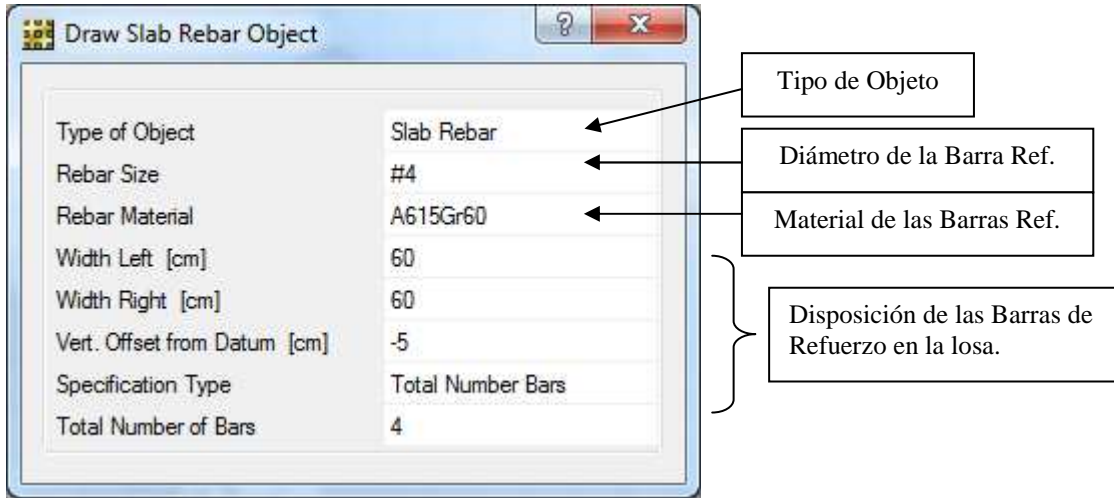 Draw Slab Rebar Object
Type of Object Slab Rebar
Rebar Size #4
Rebar Material A615Gr60
Width Left [cm] 60
Width Right [cm] 60
Vert. Offset from Datum [cm] -5
Specification Type Total Number Bars
Total Number of Bars 4
Tipo de Objeto
Diámetro de la Barra Ref.
Material de las Barras Ref.
Disposición de las Barras de
Refuerzo en la losa.